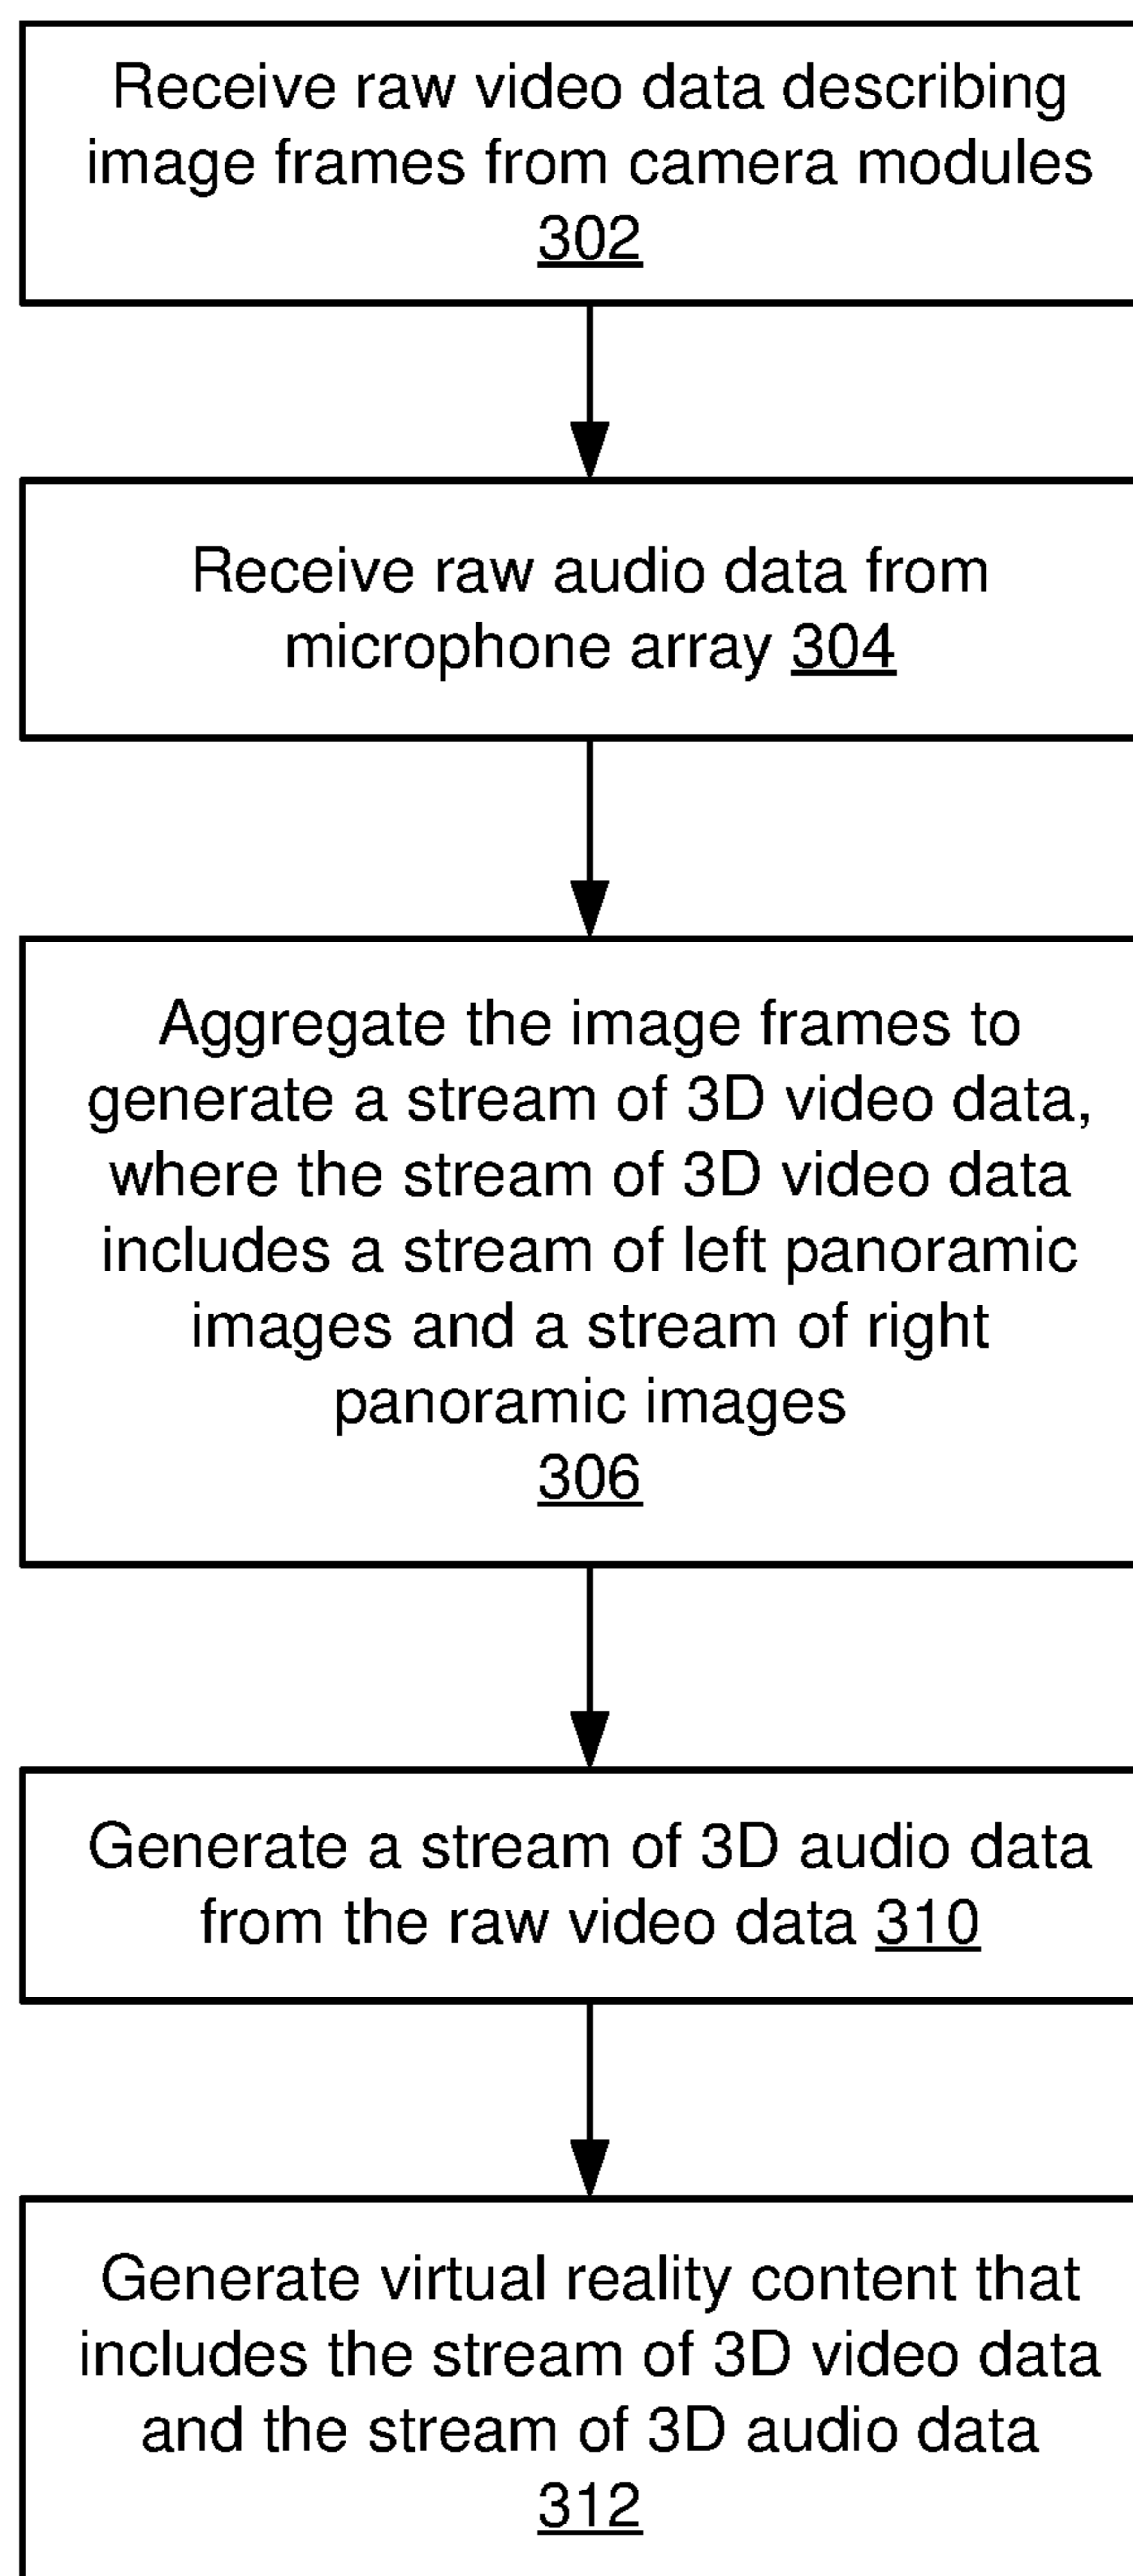 Receive raw video data describing
image frames from camera modules
302
Receive raw audio data from
microphone array 304
Aggregate the image frames to
generate a stream of 3D video data,
where the stream of 3D video data
includes a stream of left panoramic
images and a stream of right
panoramic images
306
Generate a stream of 3D audio data
from the raw video data 310
Generate virtual reality content that
includes the stream of 3D video data
and the stream of 3D audio data
312